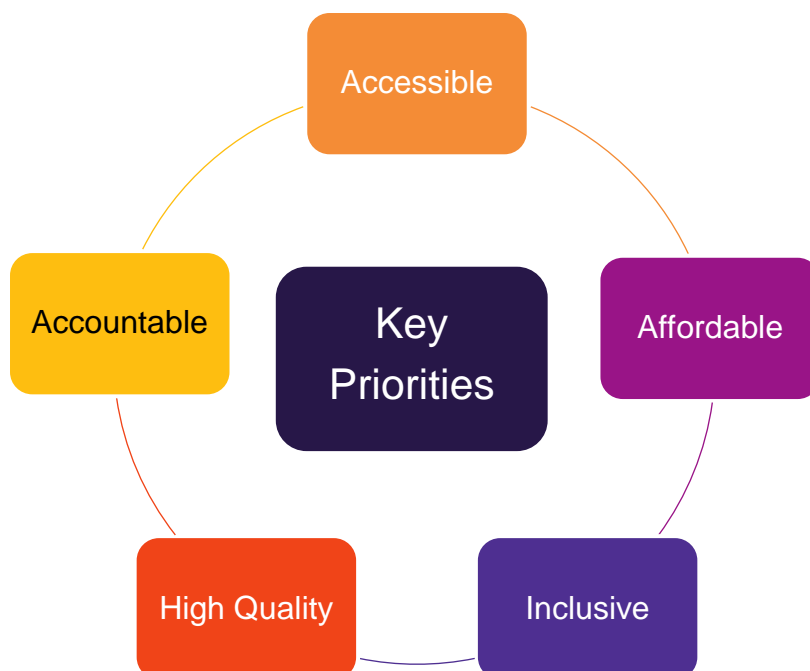 Accessible
Accountable
Key
Priorities
Affordable
High Quality
Inclusive